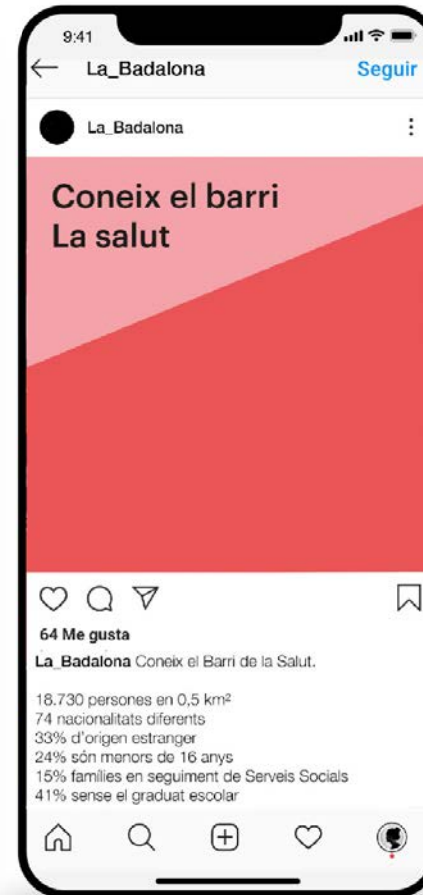 9:41
La_Badalona
Seguir
La_Badalona
Coneix el barri
La salut
64 Me gusta
La_Badalona Coneix el Barri de la Salut.
18.730 persones en 0,5 km²
74 nacionalitats diferents
33% d'origen estranger
24% són menors de 16 anys
15% famílies en seguiment de Serveis Socials
41% sense el graduat escolar